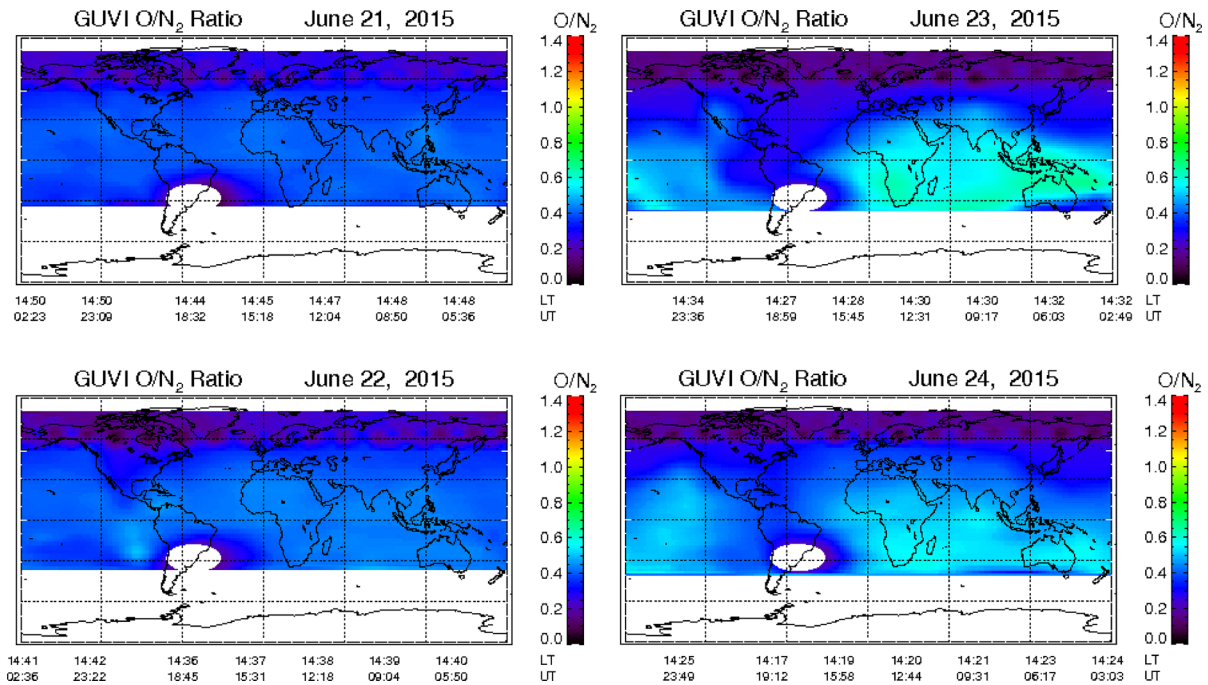 GUVI O/N2 Ratio June 21, 2015 O/N2
1.4
1.2
1.0
0.8
0.6
0.4
0.2
0.0
14:50 14:50 14:44 14:45 14:47 14:48 14:48 LT
02:23 23:09 18:32 15:18 12:04 08:50 05:36 UT
GUVI O/N2 Ratio June 23, 2015 O/N2
1.4
1.2
1.0
0.8
0.6
0.4
0.2
0.0
14:34 14:27 14:28 14:30 14:30 14:32 14:32 LT
23:36 18:59 15:45 12:31 09:17 06:03 02:49 UT
GUVI O/N2 Ratio June 22, 2015 O/N2
1.4
1.2
1.0
0.8
0.6
0.4
0.2
0.0
14:41 14:42 14:36 14:37 14:38 14:39 14:40 LT
02:36 23:22 18:45 15:31 12:18 09:04 05:50 UT
GUVI O/N2 Ratio June 24, 2015 O/N2
1.4
1.2
1.0
0.8
0.6
0.4
0.2
0.0
14:25 14:17 14:19 14:20 14:21 14:23 14:24 LT
23:49 19:12 15:58 12:44 09:31 06:17 03:03 UT